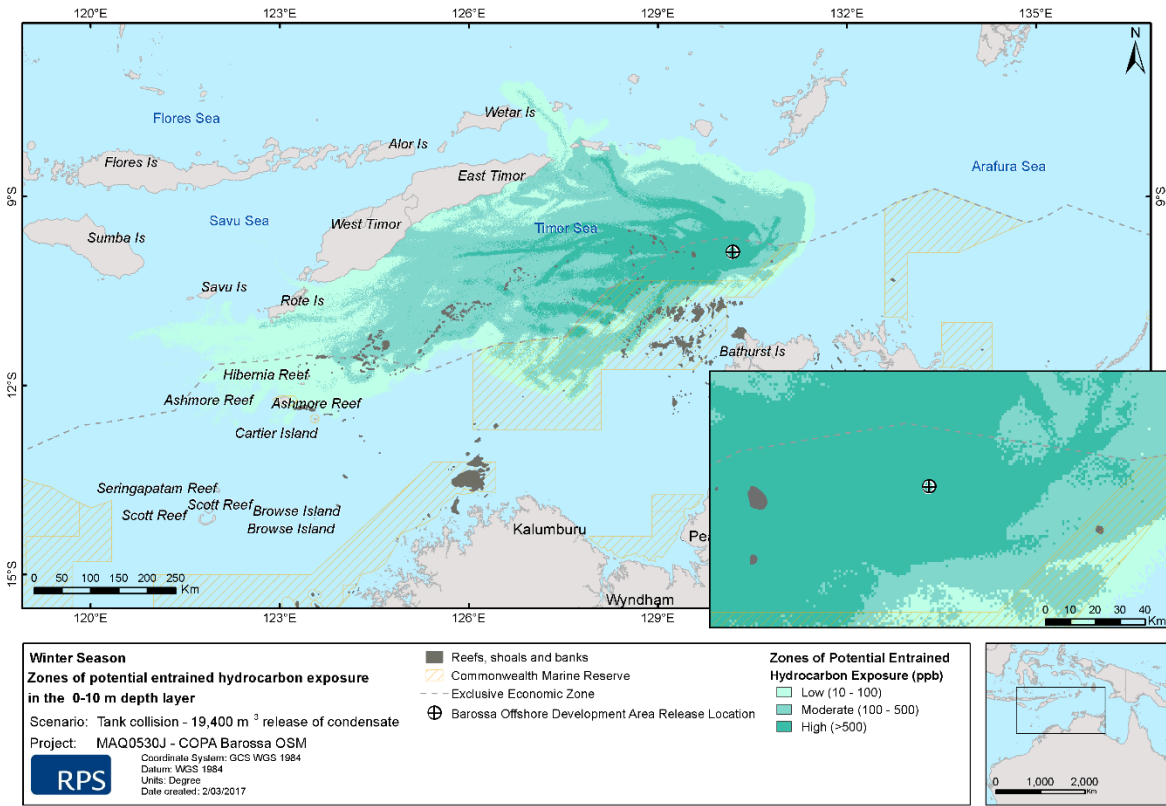 120°E 123°E 126°E 129°E 132°E 135°E
N
Wetar Is
Flores Sea
Alor Is
Flores Is
Arafura Sea
East Timor
9°S
9°S
Savu Sea
West Timor
Timor Sea
Sumba Is
Savu Is
Rote Is
Bathurst Is
Hibernia Reef
12°S
Ashmore Reef
Ashmore Reef
Cartier Island
Seringapatam Reef
Scott Reef
Browse Island
Scott Reef
Browse Island
Kalumburu
Pea
15°S
0 50 100 150 200 250
Km
Wyndham
0 10 20 30 40
Km
120°E 123°E 126°E 129°E 132°E 135°E
Winter Season
Zones of potential entrained hydrocarbon exposure
in the 0-10 m depth layer
Scenario: Tank collision - 19,400 m³ release of condensate
Project: MAQ0530J - COPA Barossa OSM
RPS
Coordinate System: GCS WGS 1984
Datum: WGS 1984
Units: Degree
Date created: 2/03/2017
Reefs, shoals and banks
Commonwealth Marine Reserve
Exclusive Economic Zone
Barossa Offshore Development Area Release Location
Zones of Potential Entrained
Hydrocarbon Exposure (ppb)
Low (10 - 100)
Moderate (100 - 500)
High (>500)
0 1,000 2,000
Km